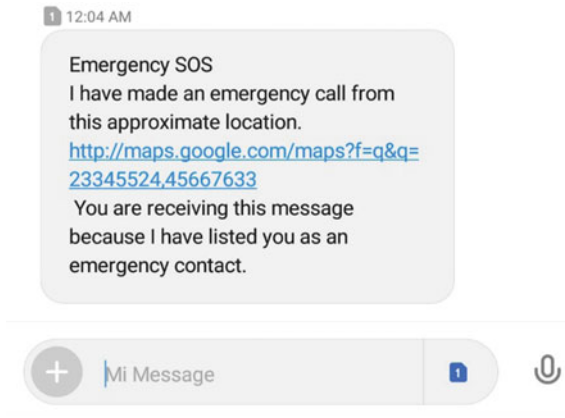 1 12:04 AM
Emergency SOS
I have made an emergency call from
this approximate location.
http://maps.google.com/maps?f=q&q=
23345524,45667633
You are receiving this message
because I have listed you as an
emergency contact.
Mi Message
1